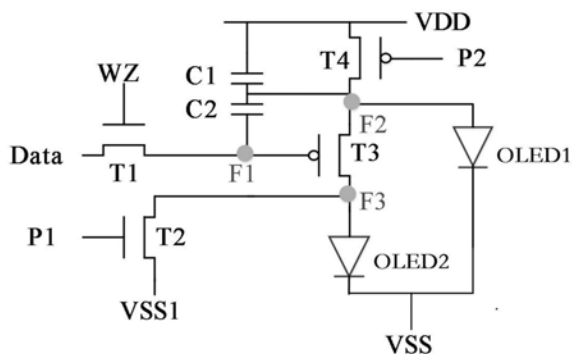 VDD
T4
P2
C1
WZ
C2
F2
Data
T1
F1
T3
OLED1
F3
P1
T2
OLED2
VSS1
VSS